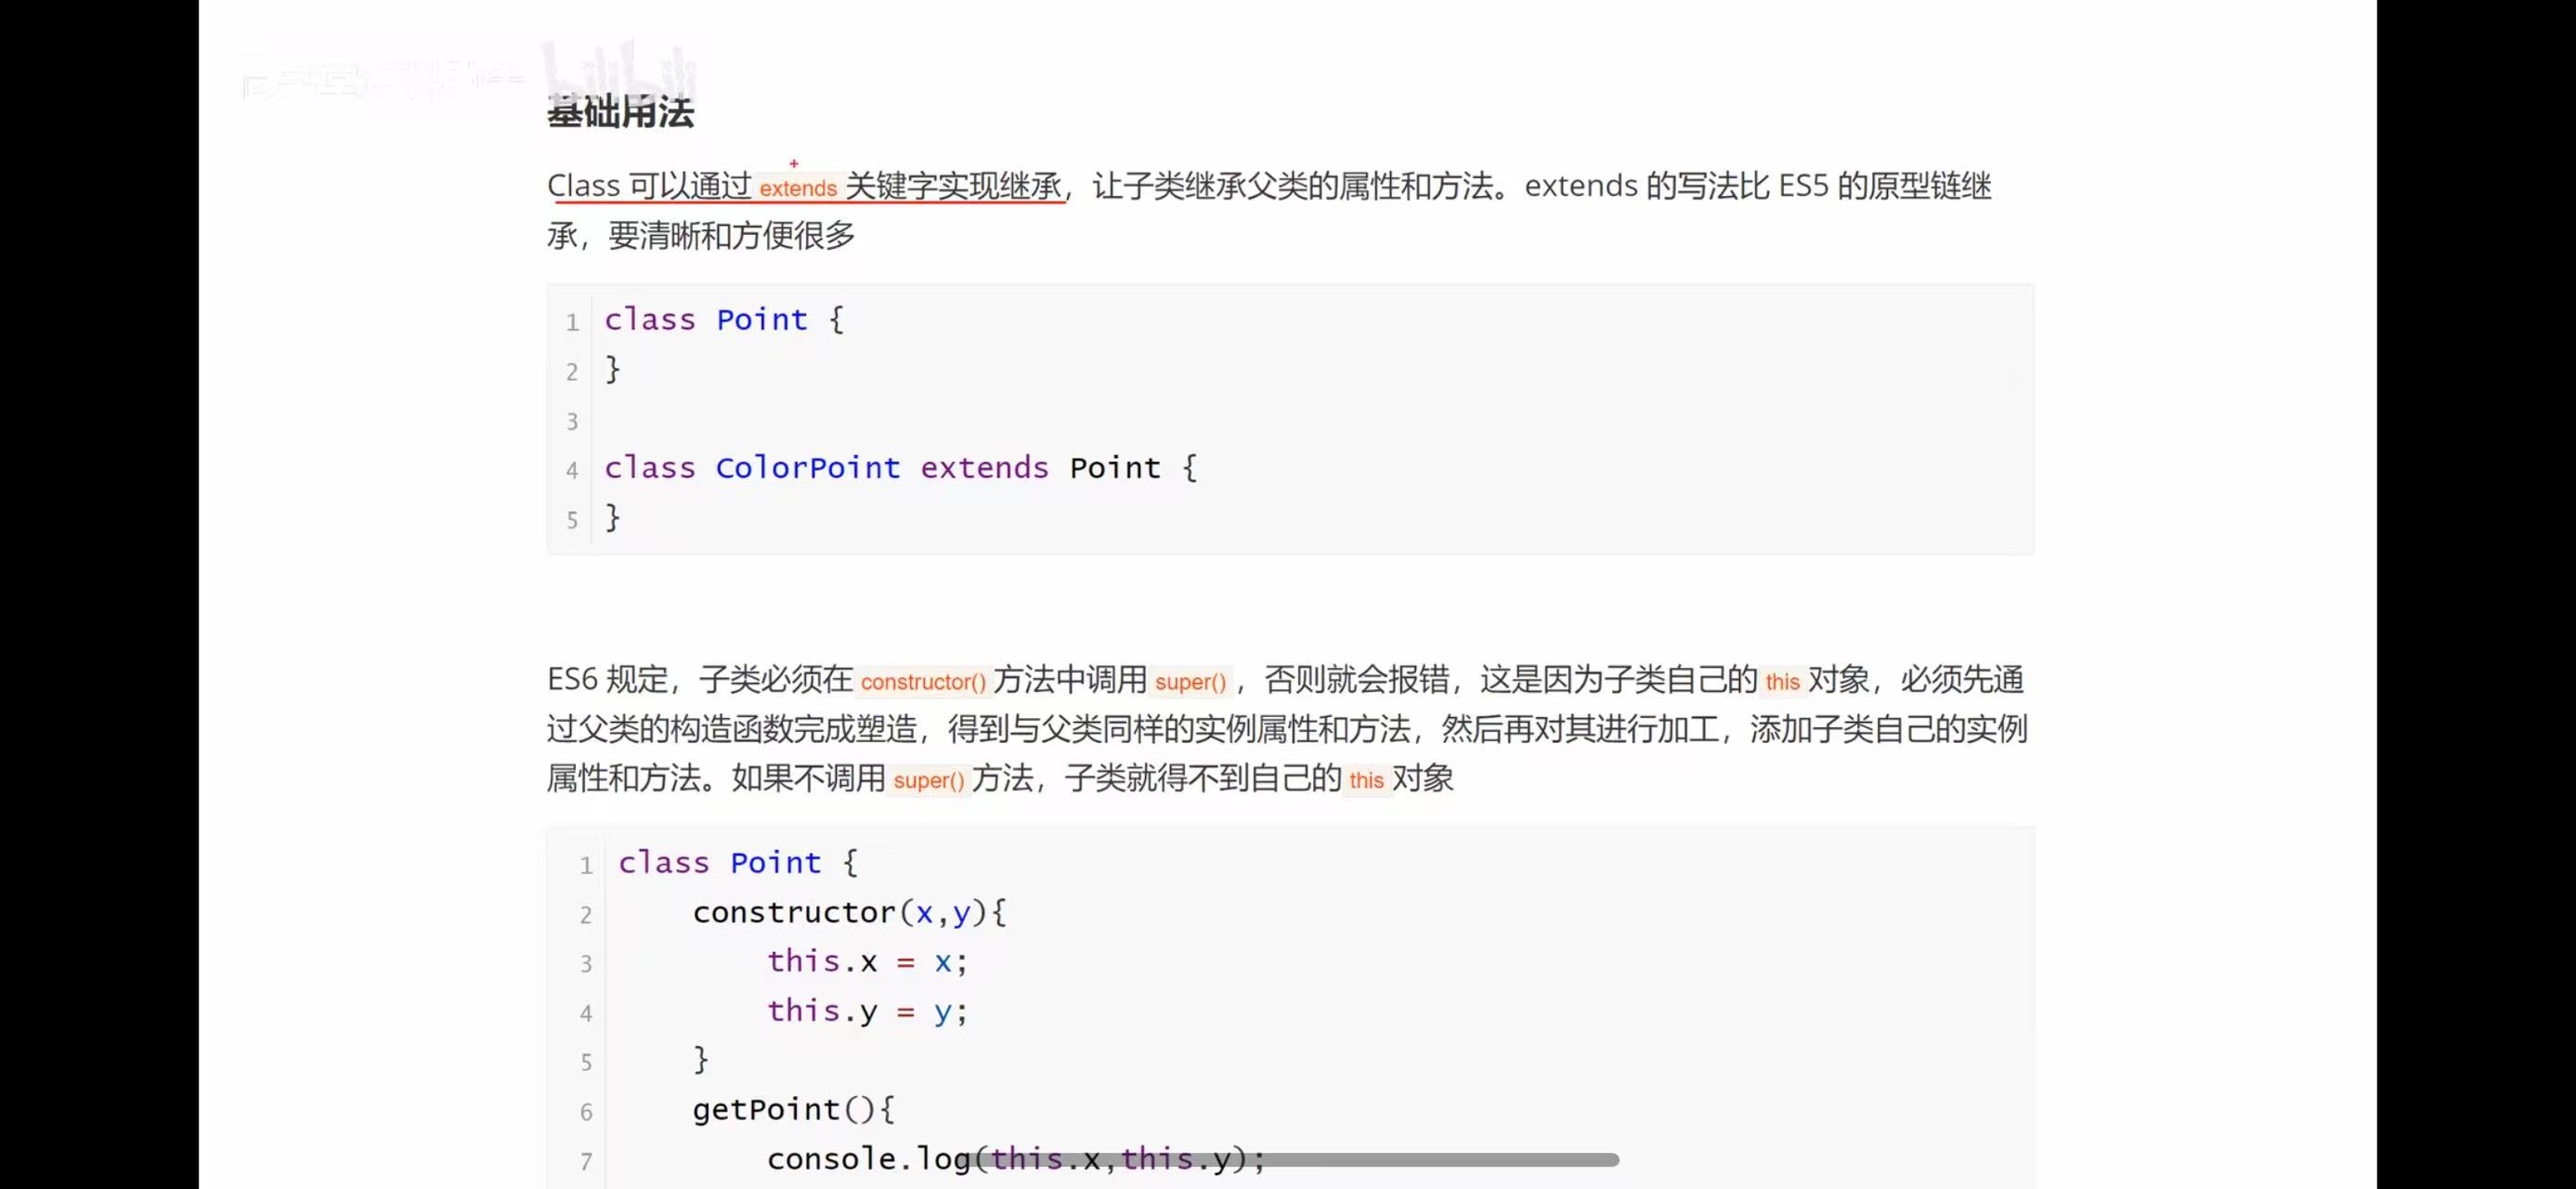 bilibili
基础用法
Class 可以通过 extends 关键字实现继承，让子类继承父类的属性和方法。extends 的写法比 ES5 的原型链继
承，要清晰和方便很多
1 class Point {
2 }
3
4 class ColorPoint extends Point {
5 }
ES6 规定，子类必须在 constructor() 方法中调用 super() ，否则就会报错，这是因为子类自己的 this 对象，必须先通
过父类的构造函数完成塑造，得到与父类同样的实例属性和方法，然后再对其进行加工，添加子类自己的实例
属性和方法。如果不调用 super() 方法，子类就得不到自己的 this 对象
1 class Point {
2 constructor(x,y){
3 this.x = x;
4 this.y = y;
5 }
6 getPoint(){
7 console.log(this.x,this.y);